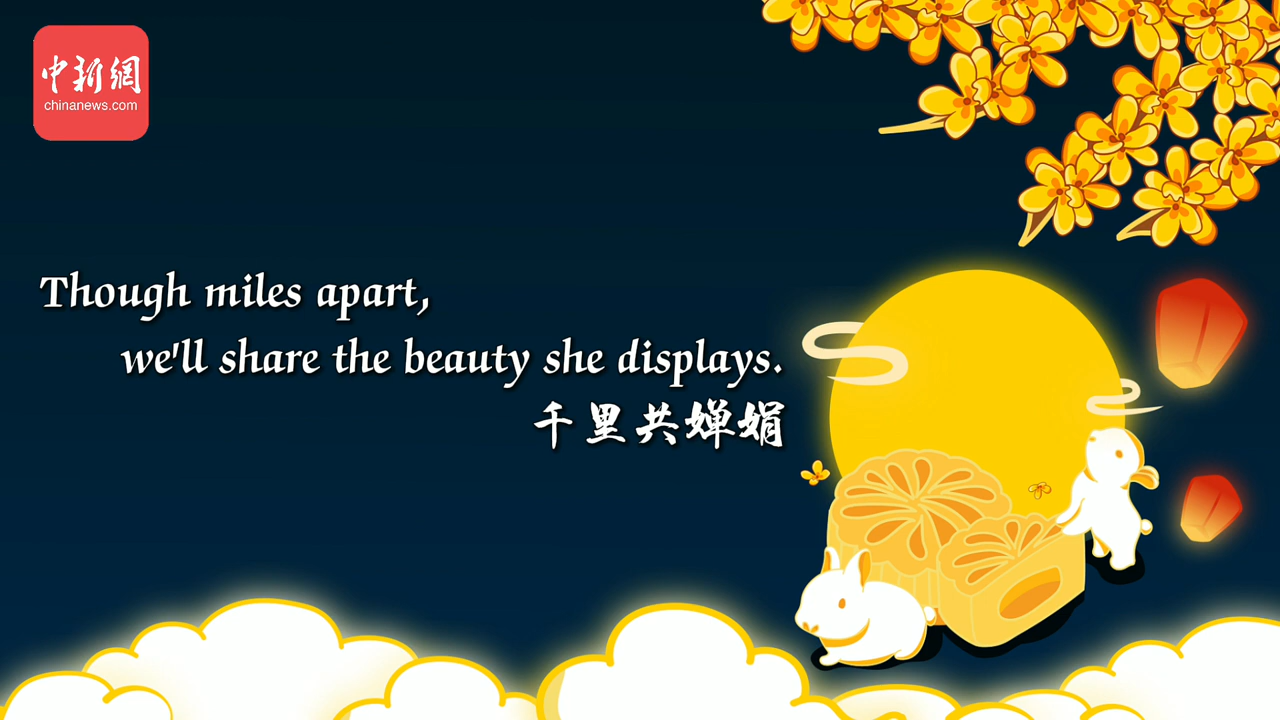 中新網
chinanews.com
Though miles apart,
we'll share the beauty she displays.
千里共婵娟